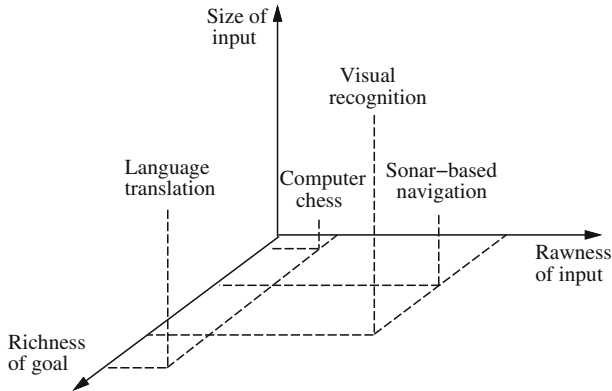 Size of
input
Visual
recognition
Language
translation
Computer
chess
Sonar–based
navigation
Rawness
of input
Richness
of goal